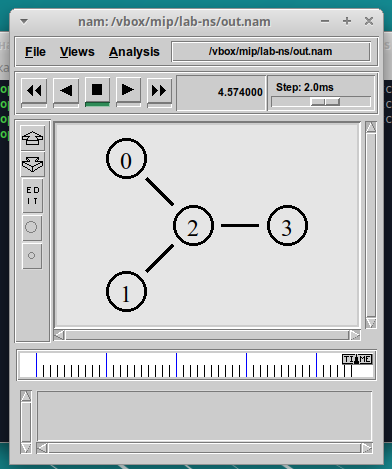 nam: /vbox/mip/lab-ns/out.nam
File Views Analysis /vbox/mip/lab-ns/out.nam
4.574000 Step: 2.0ms
E D
I T
0
2 3
1
TIME